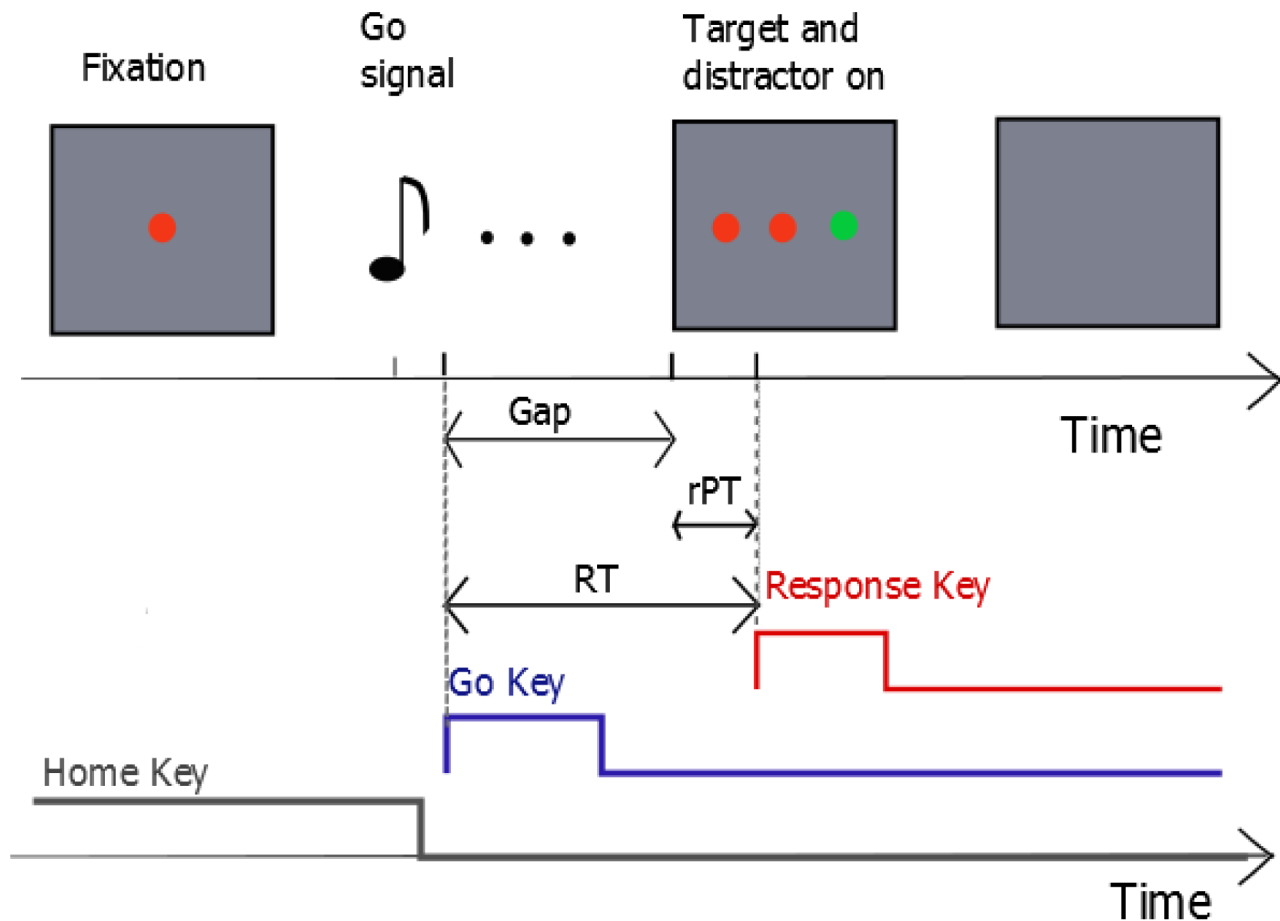 Fixation
Go
signal
Target and
distractor on
Time
Gap
rPT
RT
Response Key
Go Key
Home Key
Time